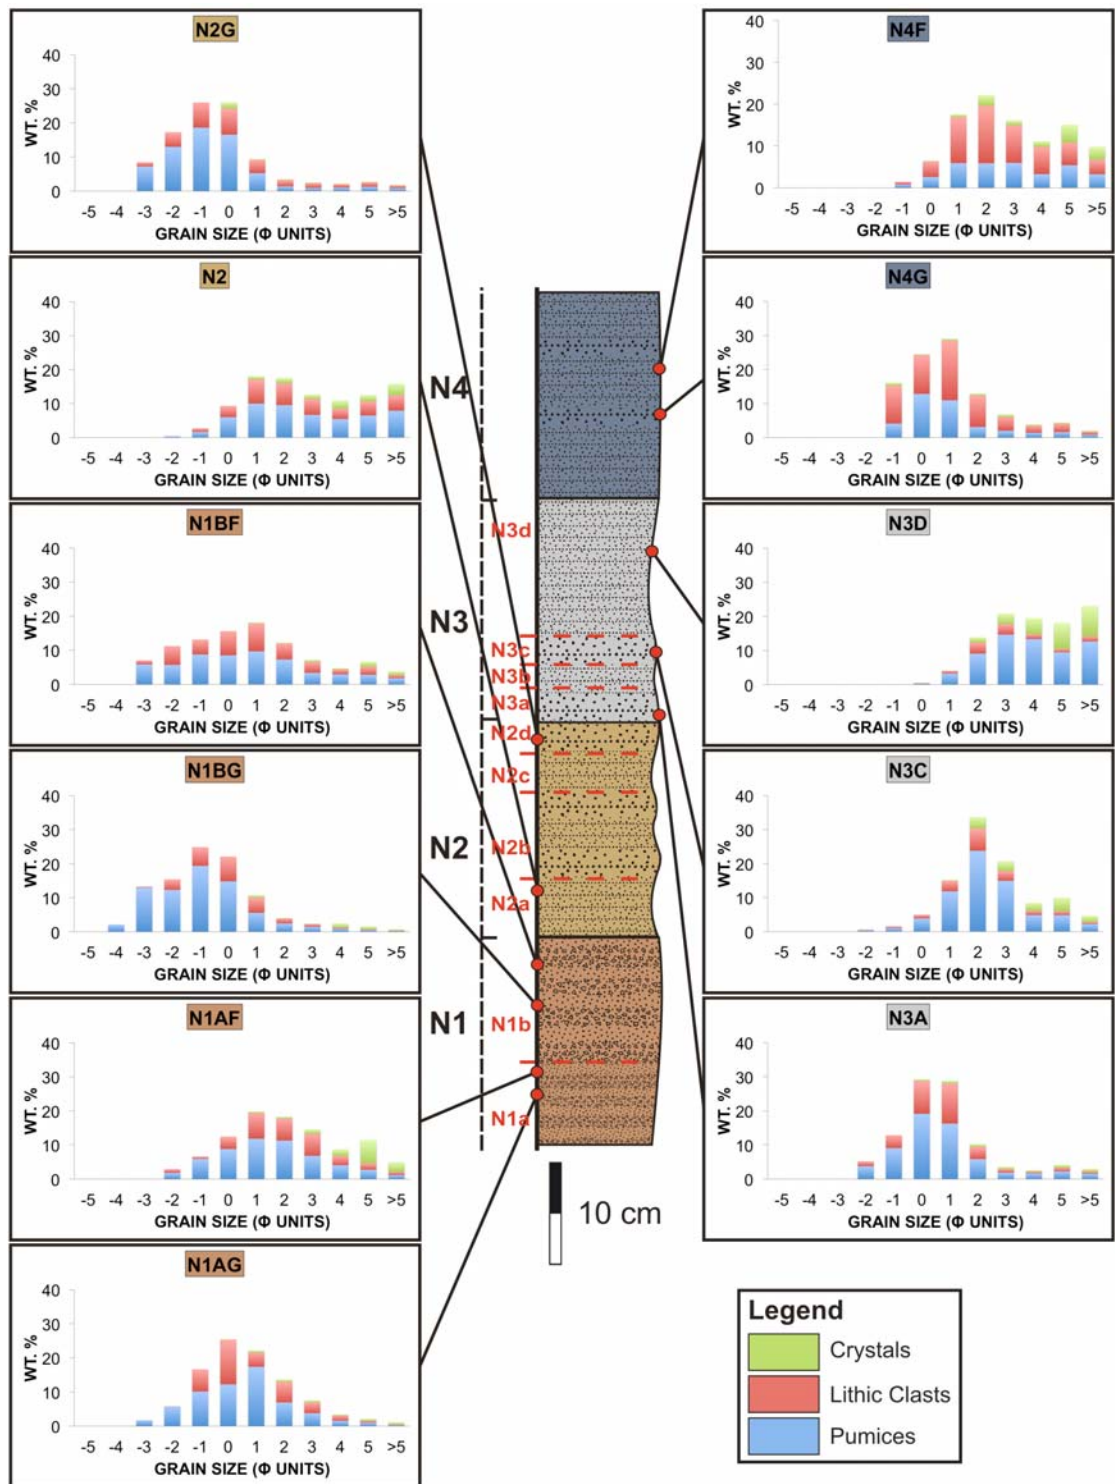 N2G
40
30
20
10
0
WT. %
-5 -4 -3 -2 -1 0 1 2 3 4 5 >5
GRAIN SIZE (Φ UNITS)
N2
40
30
20
10
0
WT. %
-5 -4 -3 -2 -1 0 1 2 3 4 5 >5
GRAIN SIZE (Φ UNITS)
N1BF
40
30
20
10
0
WT. %
-5 -4 -3 -2 -1 0 1 2 3 4 5 >5
GRAIN SIZE (Φ UNITS)
N1BG
40
30
20
10
0
WT. %
-5 -4 -3 -2 -1 0 1 2 3 4 5 >5
GRAIN SIZE (Φ UNITS)
N1AF
40
30
20
10
0
WT. %
-5 -4 -3 -2 -1 0 1 2 3 4 5 >5
GRAIN SIZE (Φ UNITS)
N1AG
40
30
20
10
0
WT. %
-5 -4 -3 -2 -1 0 1 2 3 4 5 >5
GRAIN SIZE (Φ UNITS)
N4
N3
N2
N1
N3d
N3c
N3b
N3a
N2d
N2c
N2b
N2a
N1b
N1a
10 cm
N4F
40
30
20
10
0
WT. %
-5 -4 -3 -2 -1 0 1 2 3 4 5 >5
GRAIN SIZE (Φ UNITS)
N4G
40
30
20
10
0
WT. %
-5 -4 -3 -2 -1 0 1 2 3 4 5 >5
GRAIN SIZE (Φ UNITS)
N3D
40
30
20
10
0
WT. %
-5 -4 -3 -2 -1 0 1 2 3 4 5 >5
GRAIN SIZE (Φ UNITS)
N3C
40
30
20
10
0
WT. %
-5 -4 -3 -2 -1 0 1 2 3 4 5 >5
GRAIN SIZE (Φ UNITS)
N3A
40
30
20
10
0
WT. %
-5 -4 -3 -2 -1 0 1 2 3 4 5 >5
GRAIN SIZE (Φ UNITS)
Legend
Crystals
Lithic Clasts
Pumices